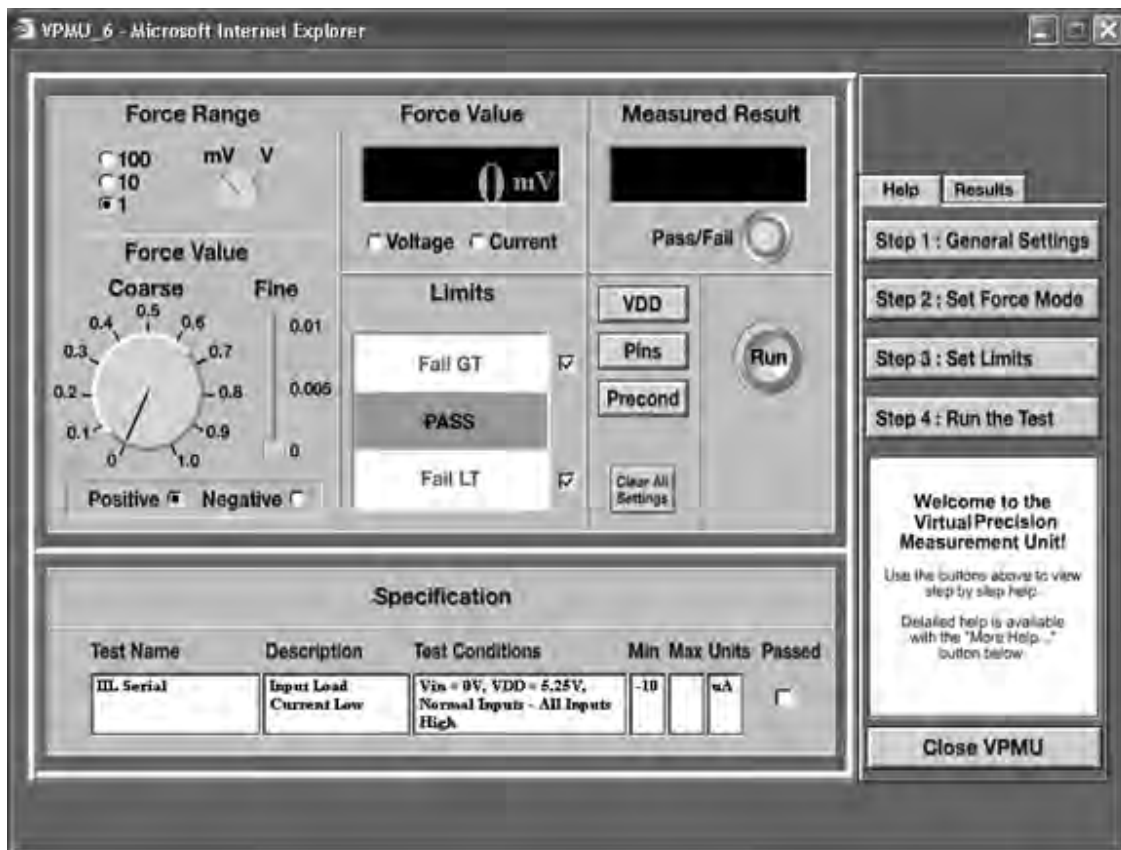 VPMU_6 - Microsoft Internet Explorer
Force Range
100
10
1
mV V
Force Value
0 mV
Voltage Current
Measured Result
Pass/Fail
Force Value
Coarse Fine
0 0.1 0.2 0.3 0.4 0.5 0.6 0.7 0.8 0.9 1.0
0.01
0.005
0
Positive Negative
Limits
Fail GT
PASS
Fail LT
VDD
Pins
Precond
Clear All
Settings
Run
Help Results
Step 1 : General Settings
Step 2 : Set Force Mode
Step 3 : Set Limits
Step 4 : Run the Test
Welcome to the
Virtual Precision
Measurement Unit!
Use the buttons above to view
step by step help
Detailed help is available
with the "More Help..."
button below
Close VPMU
Specification
Test Name Description Test Conditions Min Max Units Passed
IIL Serial
Input Load
Current Low
Vin = 0V, VDD = 5.25V,
Normal Inputs - All Inputs
High
-10
uA